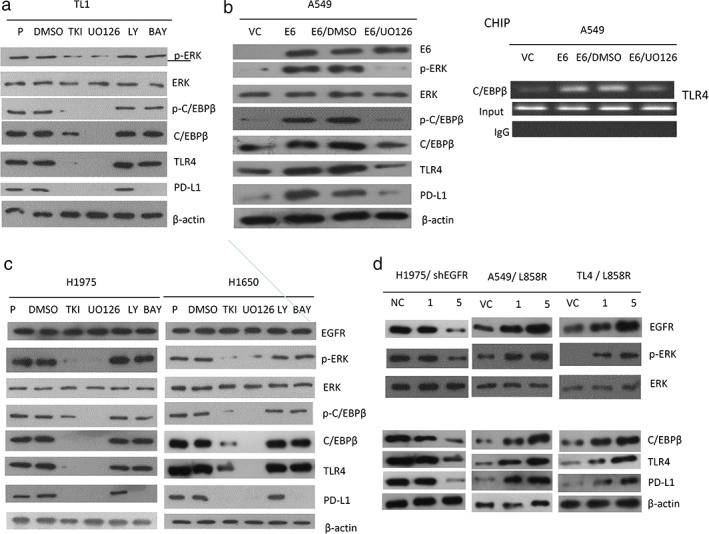 a
TL1
P DMSO TKI UO126 LY BAY
p-ERK
ERK
p-C/EBPβ
C/EBPβ
TLR4
PD-L1
β-actin
b
A549
VC E6 E6/DMSO E6/UO126
E6
p-ERK
ERK
p-C/EBPβ
C/EBPβ
TLR4
PD-L1
β-actin
CHIP
A549
VC E6 E6/DMSO E6/UO126
C/EBPβ
TLR4
Input
IgG
c
H1975 H1650
P DMSO TKI UO126 LY BAY P DMSO TKI UO126 LY BAY
EGFR
p-ERK
ERK
p-C/EBPβ
C/EBPβ
TLR4
PD-L1
β-actin
d
H1975/ shEGFR A549/ L858R TL4 / L858R
NC 1 5 VC 1 5 VC 1 5
EGFR
p-ERK
ERK
C/EBPβ
TLR4
PD-L1
β-actin